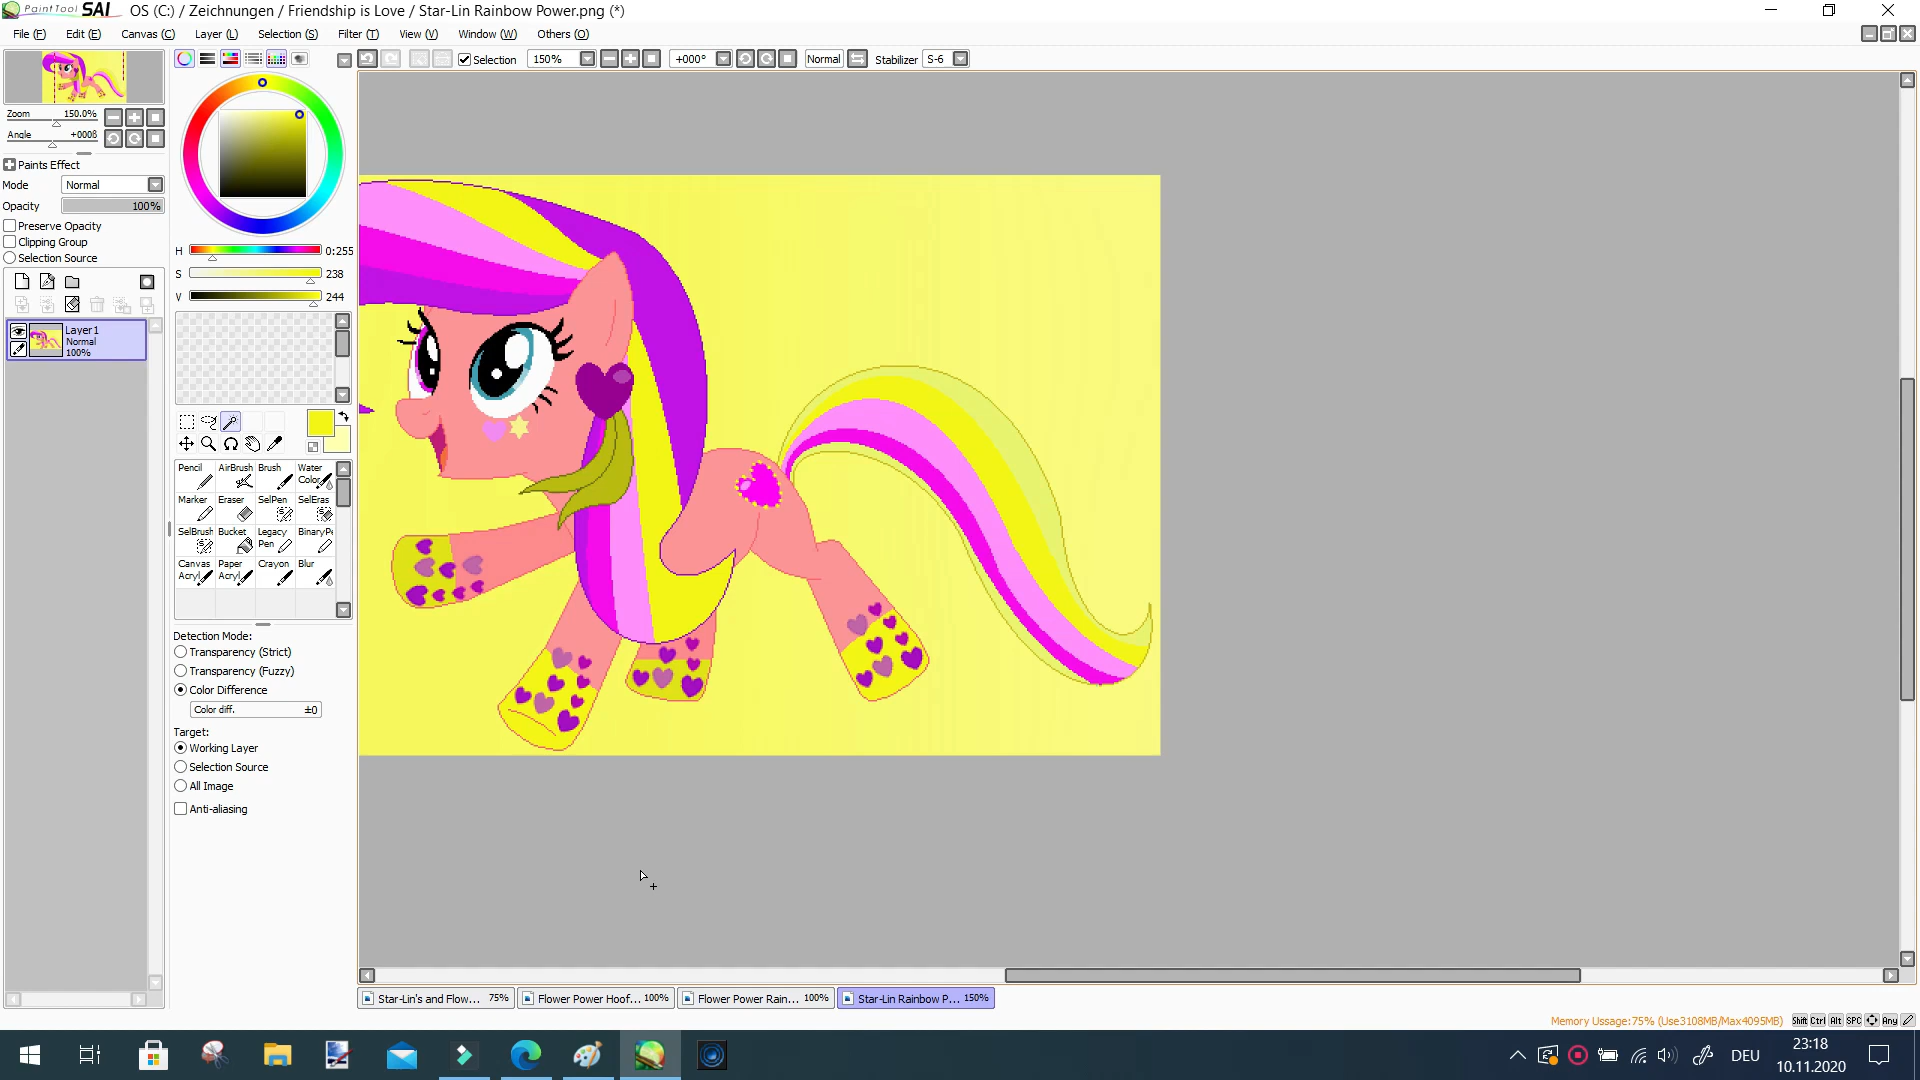 PaintTool SAI OS (C:) / Zeichnungen / Friendship is Love / Star-Lin Rainbow Power.png (*)
File (F) Edit (E) Canvas (C) Layer (L) Selection (S) Filter (T) View (V) Window (W) Others (O)
Selection 150% +000° Normal Stabilizer S-6
Zoom 150.0%
Angle +000ß
Paints Effect
Mode Normal
Opacity 100%
Preserve Opacity
Clipping Group
Selection Source
Layer1
Normal
100%
H 0:255
S 238
V 244
Pencil AirBrush Brush Water Color
Marker Eraser SelPen SelEras
SelBrush Bucket Legacy Pen BinaryPe
Canvas Acryl Paper Acryl Crayon Blur
Detection Mode:
Transparency (Strict)
Transparency (Fuzzy)
Color Difference
Color diff. ±0
Target:
Working Layer
Selection Source
All Image
Anti-aliasing
Star-Lin's and Flow... 75% Flower Power Hoof... 100% Flower Power Rain... 100% Star-Lin Rainbow P... 150%
Memory Ussage:75% (Use3108MB/Max4095MB) Shift Ctrl Alt SPC Any
DEU 23:18
10.11.2020